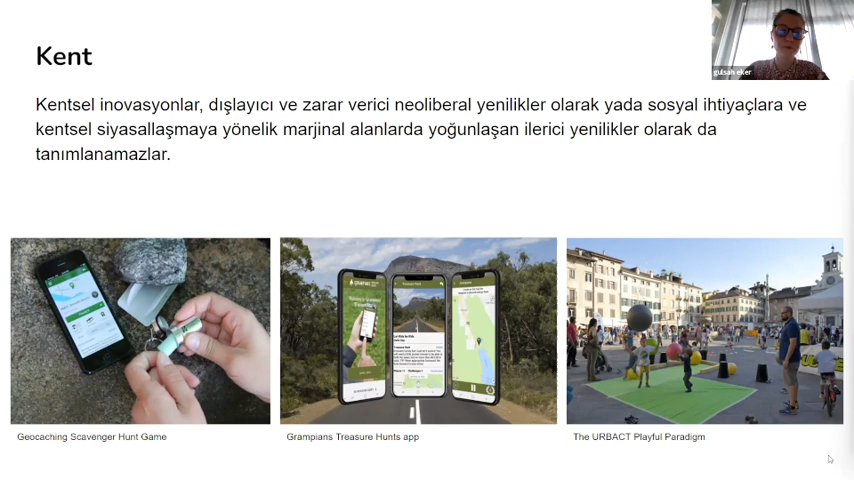 gulsan eker
Kent
Kentsel inovasyonlar, dışlayıcı ve zarar verici neoliberal yenilikler olarak yada sosyal ihtiyaçlara ve
kentsel siyasallaşmaya yönelik marjinal alanlarda yoğunlaşan ilerici yenilikler olarak da
tanımlanamazlar.
Geocaching Scavenger Hunt Game
Grampians Treasure Hunts app
The URBACT Playful Paradigm